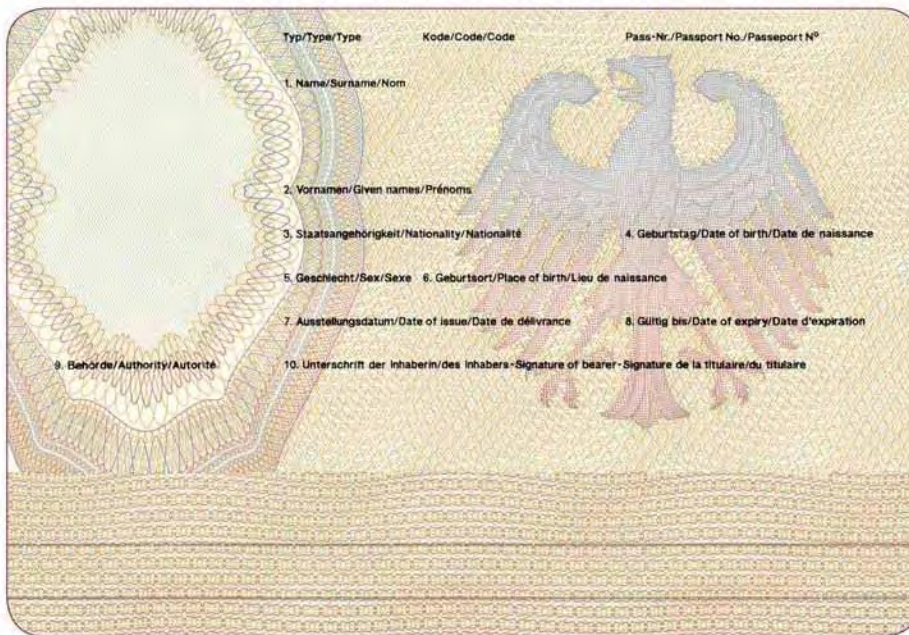 Typ/Type/Type Kode/Code/Code Pass-Nr./Passport No./Passeport Nº
1. Name/Surname/Nom
2. Vornamen/Given names/Prénoms
3. Staatsangehörigkeit/Nationality/Nationalité 4. Geburtstag/Date of birth/Date de naissance
5. Geschlecht/Sex/Sexe 6. Geburtsort/Place of birth/Lieu de naissance
7. Ausstellungsdatum/Date of issue/Date de délivrance 8. Gültig bis/Date of expiry/Date d'expiration
9. Behörde/Authority/Autorité 10. Unterschrift der Inhaberin/des Inhabers-Signature of bearer-Signature de la titulaire/du titulaire